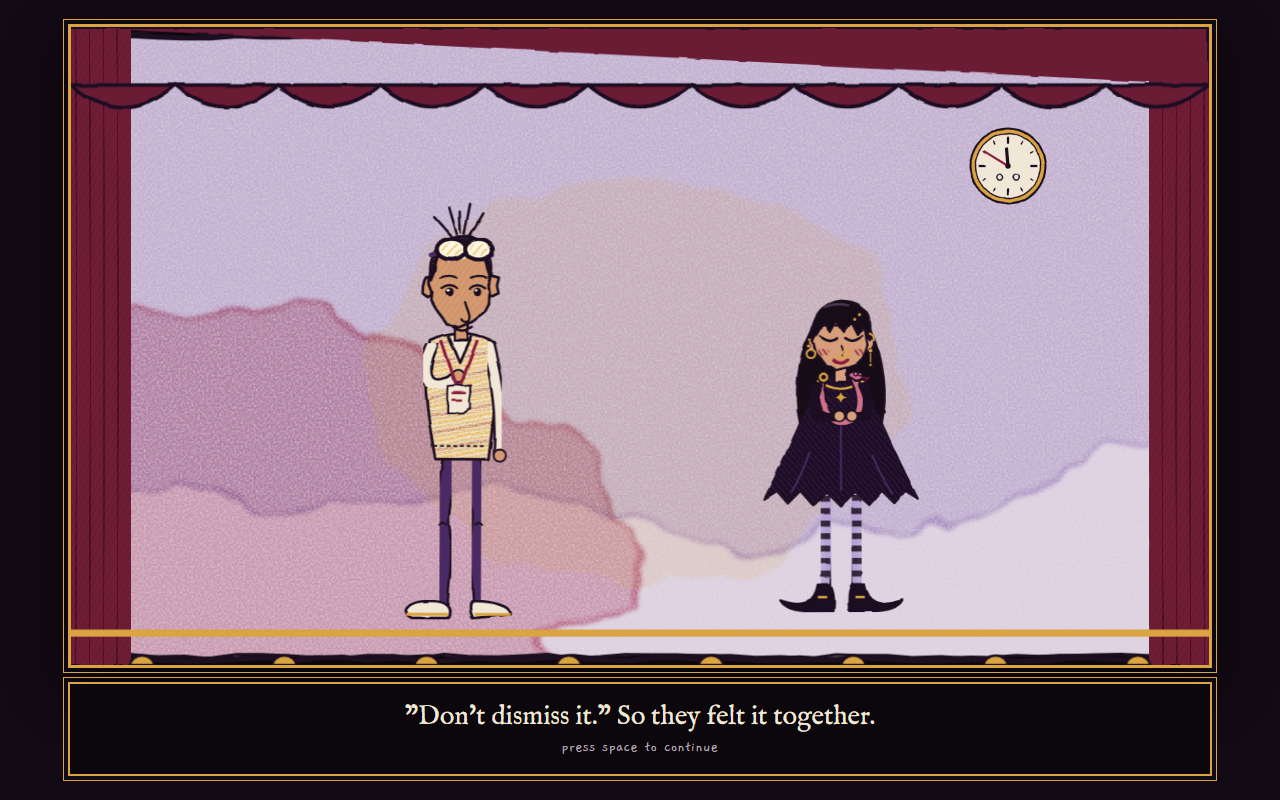 ”Don’t dismiss it.” So they felt it together.
press space to continue